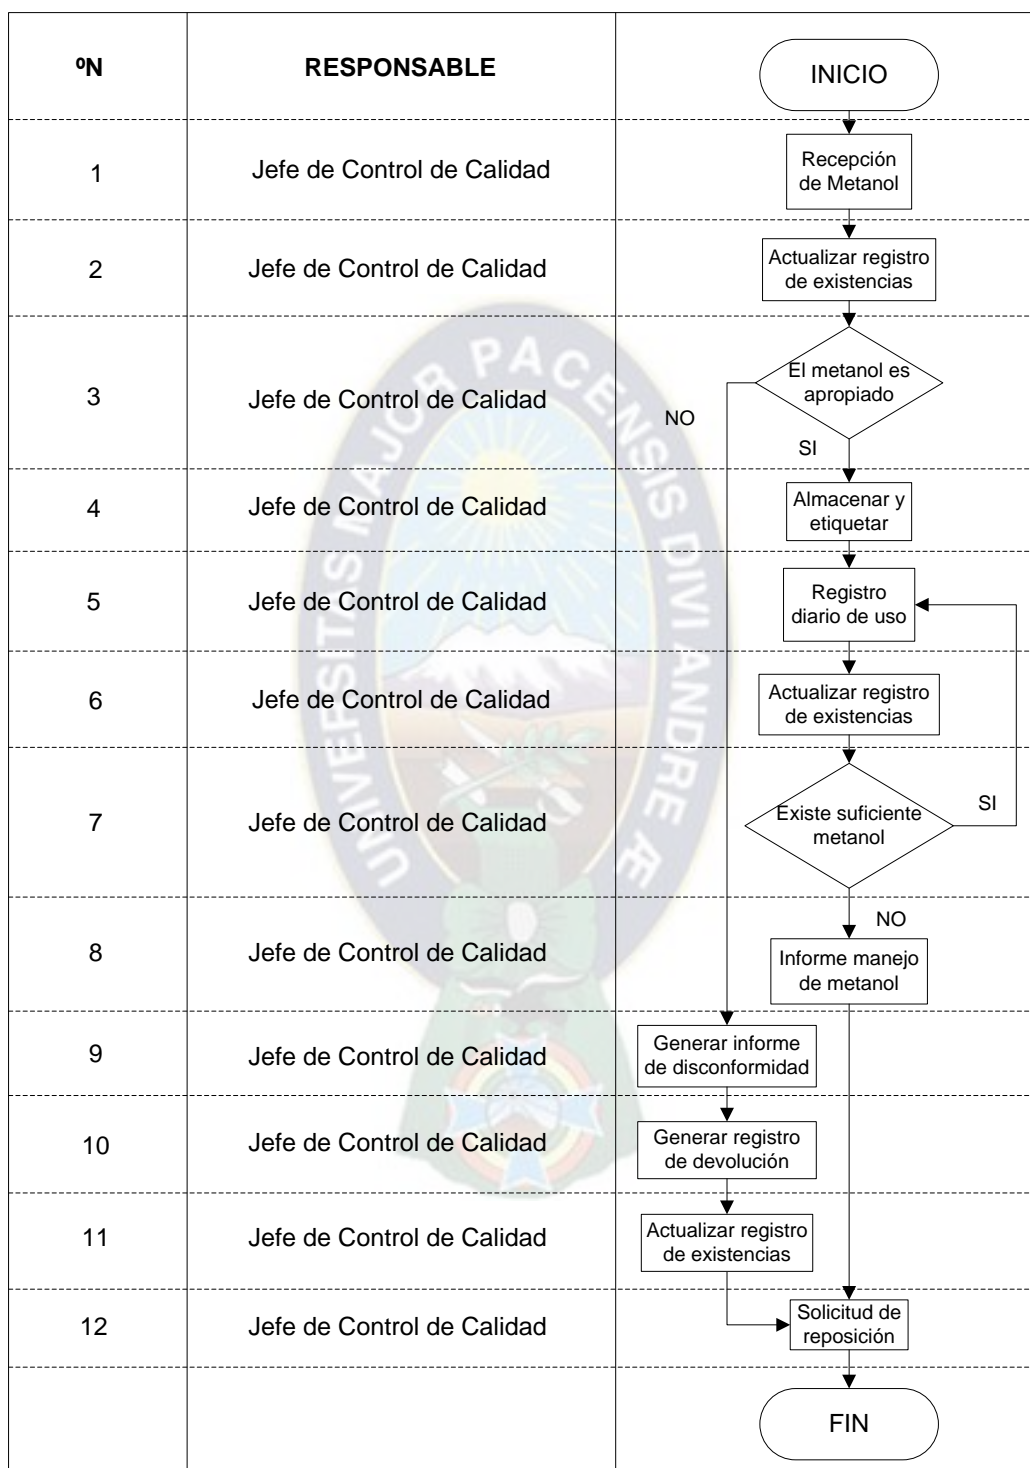 ºN
RESPONSABLE
INICIO
1
Jefe de Control de Calidad
Recepción
de Metanol
2
Jefe de Control de Calidad
Actualizar registro
de existencias
3
Jefe de Control de Calidad
El metanol es
apropiado
NO
SI
4
Jefe de Control de Calidad
Almacenar y
etiquetar
5
Jefe de Control de Calidad
Registro
diario de uso
6
Jefe de Control de Calidad
Actualizar registro
de existencias
7
Jefe de Control de Calidad
Existe suficiente
metanol
SI
NO
8
Jefe de Control de Calidad
Informe manejo
de metanol
9
Jefe de Control de Calidad
Generar informe
de disconformidad
10
Jefe de Control de Calidad
Generar registro
de devolución
11
Jefe de Control de Calidad
Actualizar registro
de existencias
12
Jefe de Control de Calidad
Solicitud de
reposición
FIN
UNIVERSITAS MAJOR PACENSIS DIVI ANDRE Æ